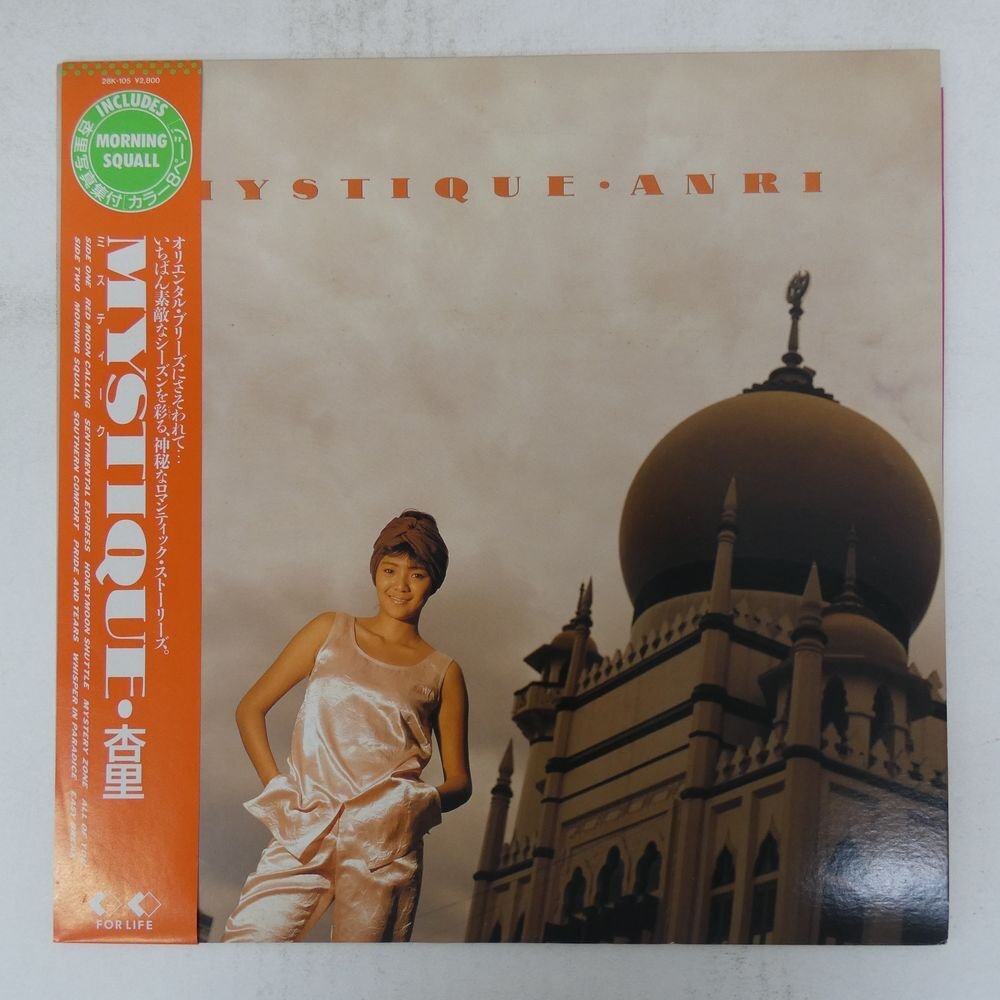 28K-105 ¥2,800
INCLUDES
MORNING
SQUALL
杏里写真集付「カラー8ページ」
MYSTIQUE・ANRI
オリエンタル・ブリーズにさそわれて…
いちばん素敵なシーズンを彩る、神秘なロマンティック・ストーリーズ。
MYSTIQUE・杏里
ミスティーク
SIDE ONE RED MOON CALLING SENTIMENTAL EXPRESS HONEYMOON SHUTTLE MYSTERY ZONE ALL OF YOU
SIDE TWO MORNING SQUALL SOUTHERN COMFORT PRIDE AND TEARS WHISPER IN PARADICE EASY
FOR LIFE